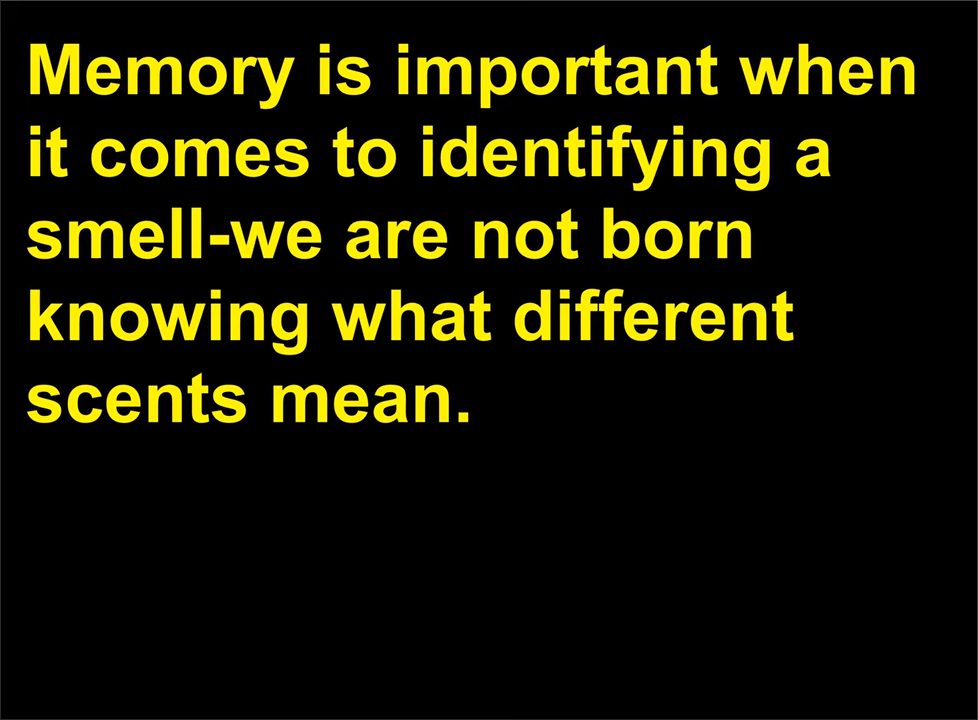 Memory is important when
it comes to identifying a
smell-we are not born
knowing what different
scents mean.